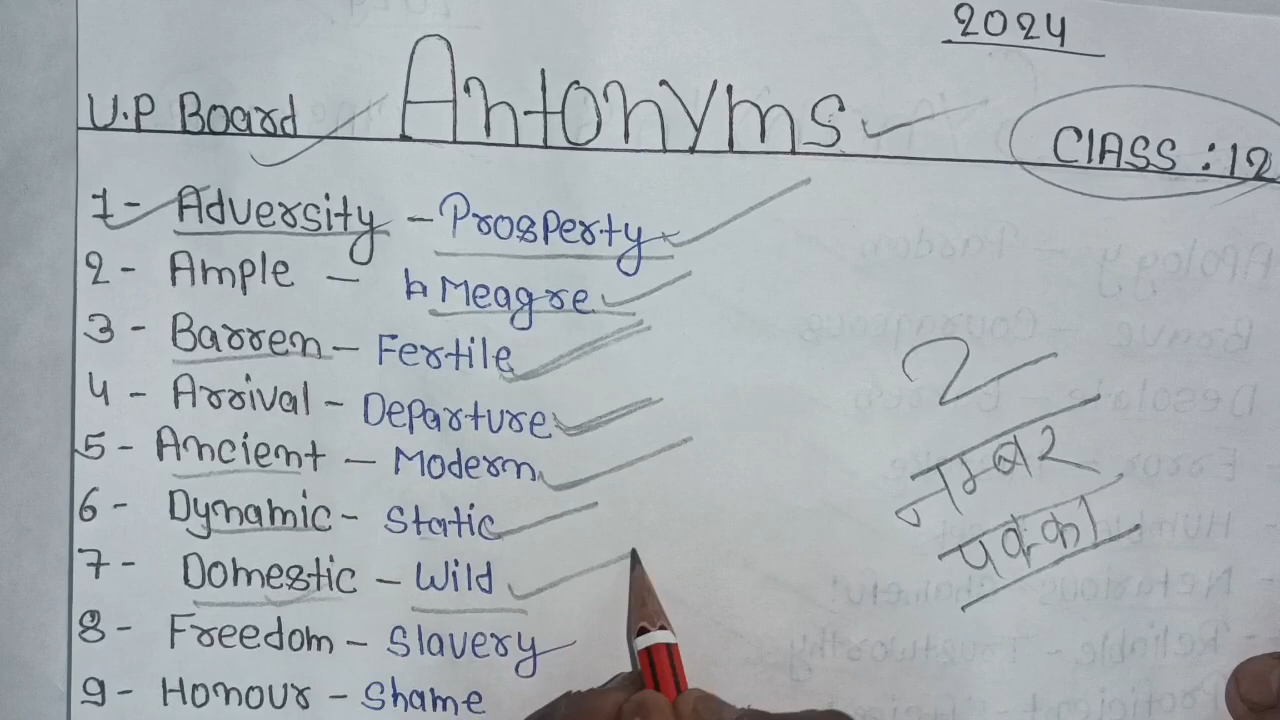 2024
U.P Board Antonyms CLASS : 12
1- Adversity - Prosperty
2 - Ample - Meagre
3 - Barren - Fertile
4 - Arrival - Departure
5 - Ancient - Modern
6 - Dynamic - Static
7 - Domestic - Wild
8 - Freedom - Slavery
9 - Honour - Shame
2
नम्बर
पक्का